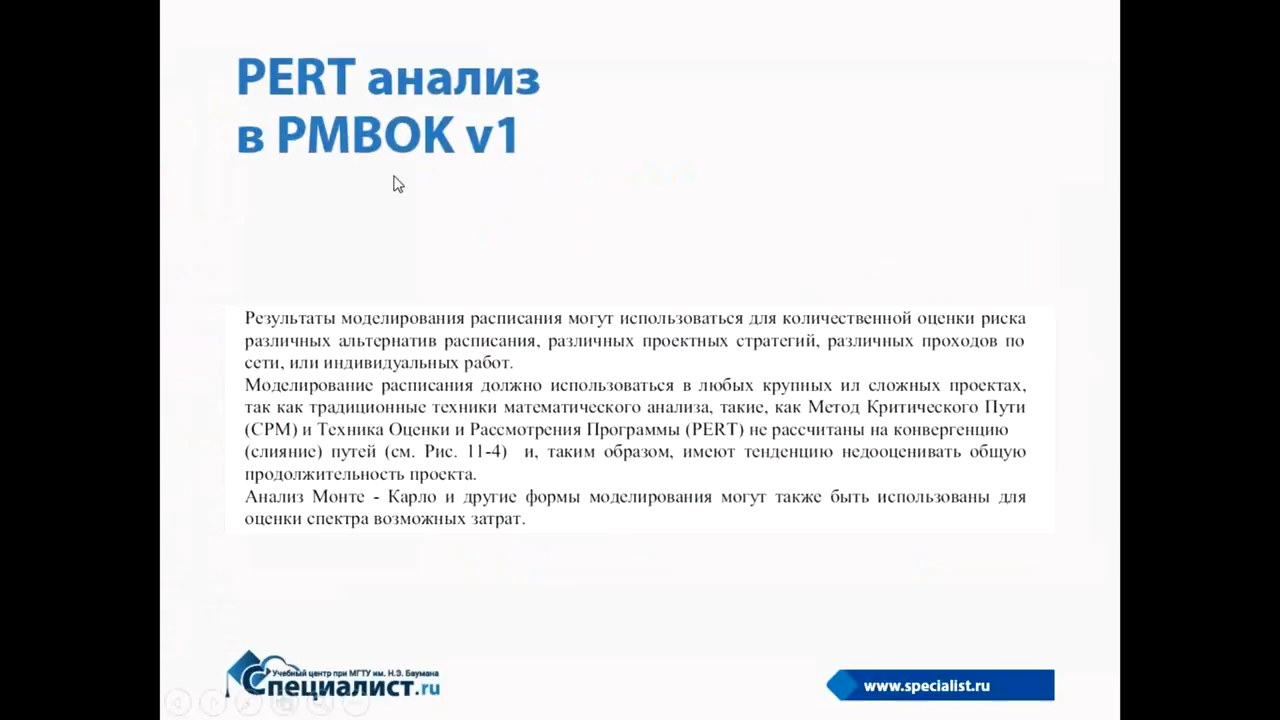 PERT анализ
в PMBOK v1
Результаты моделирования расписания могут использоваться для количественной оценки риска
различных альтернатив расписания, различных проектных стратегий, различных проходов по
сети, или индивидуальных работ.
Моделирование расписания должно использоваться в любых крупных ил сложных проектах,
так как традиционные техники математического анализа, такие, как Метод Критического Пути
(CPM) и Техника Оценки и Рассмотрения Программы (PERT) не рассчитаны на конвергенцию
(слияние) путей (см. Рис. 11-4) и, таким образом, имеют тенденцию недооценивать общую
продолжительность проекта.
Анализ Монте - Карло и другие формы моделирования могут также быть использованы для
оценки спектра возможных затрат.
Учебный центр при МГТУ им. Н.Э. Баумана
Специалист.ru
www.specialist.ru